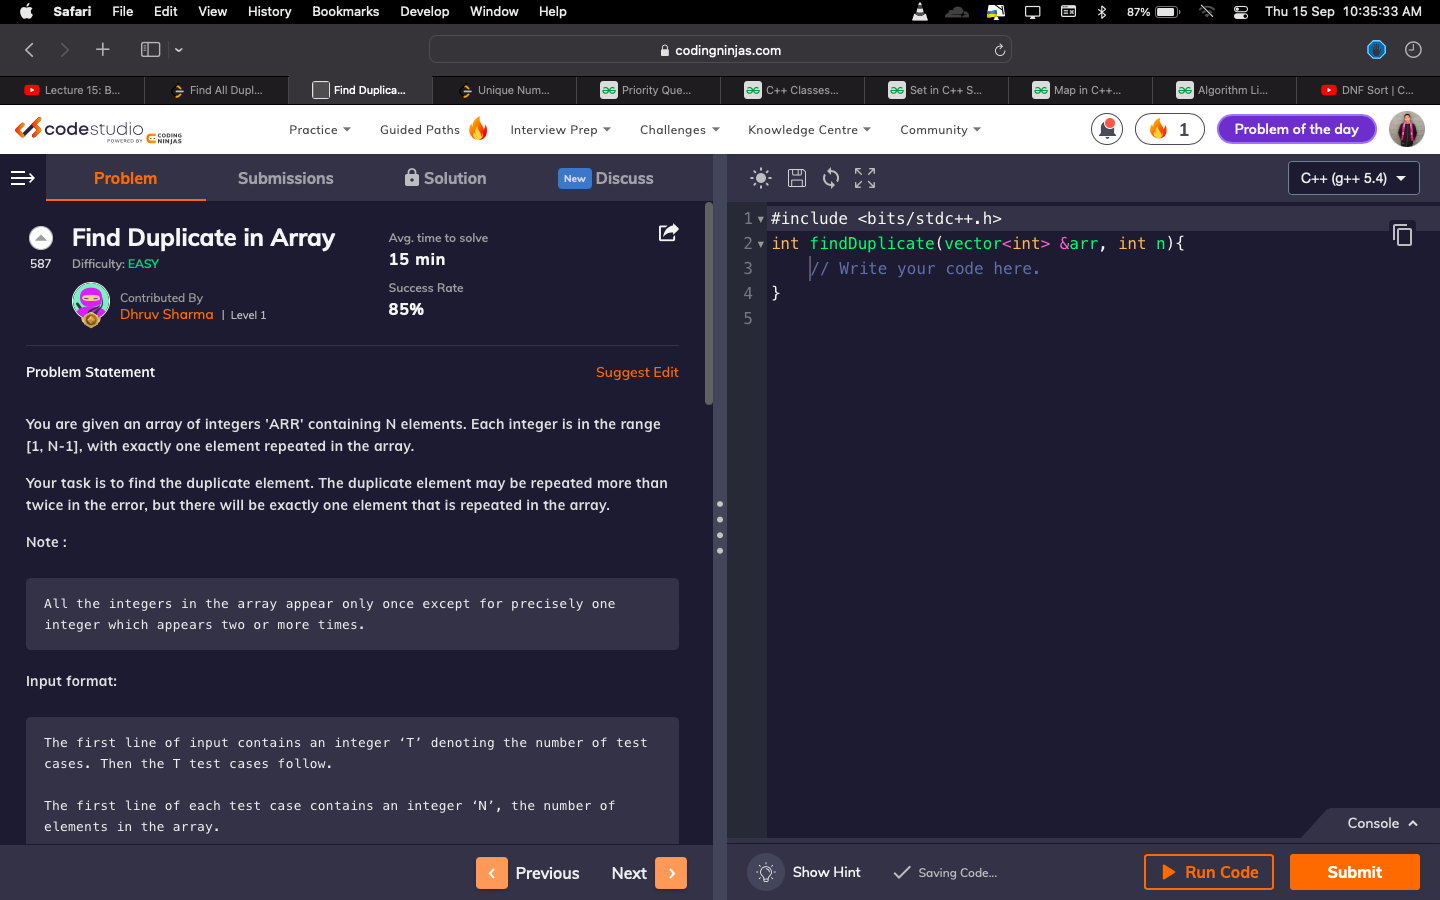 Safari File Edit View History Bookmarks Develop Window Help 87% Thu 15 Sep 10:35:33 AM
codingninjas.com
Lecture 15: B... Find All Dupl... Find Duplica... Unique Num... Priority Que... C++ Classes... Set in C++ S... Map in C++... Algorithm Li... DNF Sort | C...
codestudio
POWERED BY CODING NINJAS
Practice Guided Paths Interview Prep Challenges Knowledge Centre Community 1 Problem of the day
Problem Submissions Solution New Discuss
C++ (g++ 5.4)
Find Duplicate in Array
587
Difficulty: EASY
Contributed By
Dhruv Sharma | Level 1
Avg. time to solve
15 min
Success Rate
85%
Problem Statement Suggest Edit
You are given an array of integers 'ARR' containing N elements. Each integer is in the range
[1, N-1], with exactly one element repeated in the array.
Your task is to find the duplicate element. The duplicate element may be repeated more than
twice in the error, but there will be exactly one element that is repeated in the array.
Note :
All the integers in the array appear only once except for precisely one
integer which appears two or more times.
Input format:
The first line of input contains an integer ‘T’ denoting the number of test
cases. Then the T test cases follow.
The first line of each test case contains an integer ‘N’, the number of
elements in the array.
Previous Next
1 #include <bits/stdc++.h>
2 int findDuplicate(vector<int> &arr, int n){
3 // Write your code here.
4 }
5
Console
Show Hint Saving Code... Run Code Submit